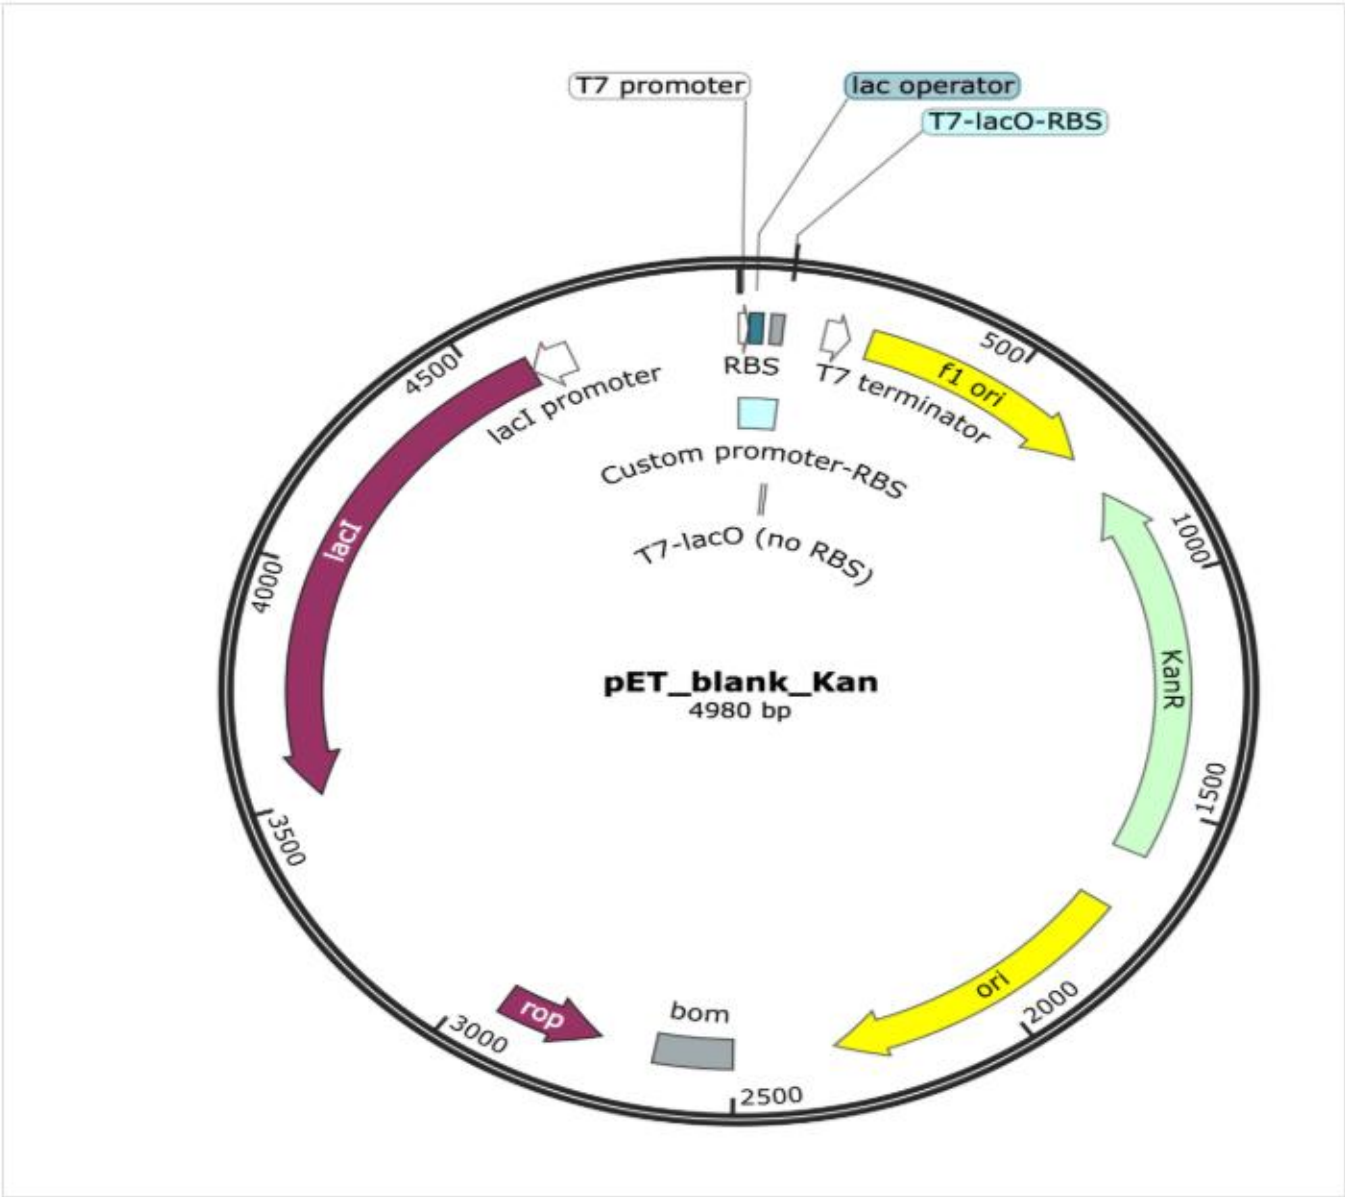 T7 promoter
lac operator
T7-lacO-RBS
RBS
T7 terminator
f1 ori
500
lacI promoter
4500
Custom promoter-RBS
T7-lacO (no RBS)
lacI
4000
1000
KanR
pET_blank_Kan
4980 bp
1500
3500
ori
2000
rop
bom
3000
2500